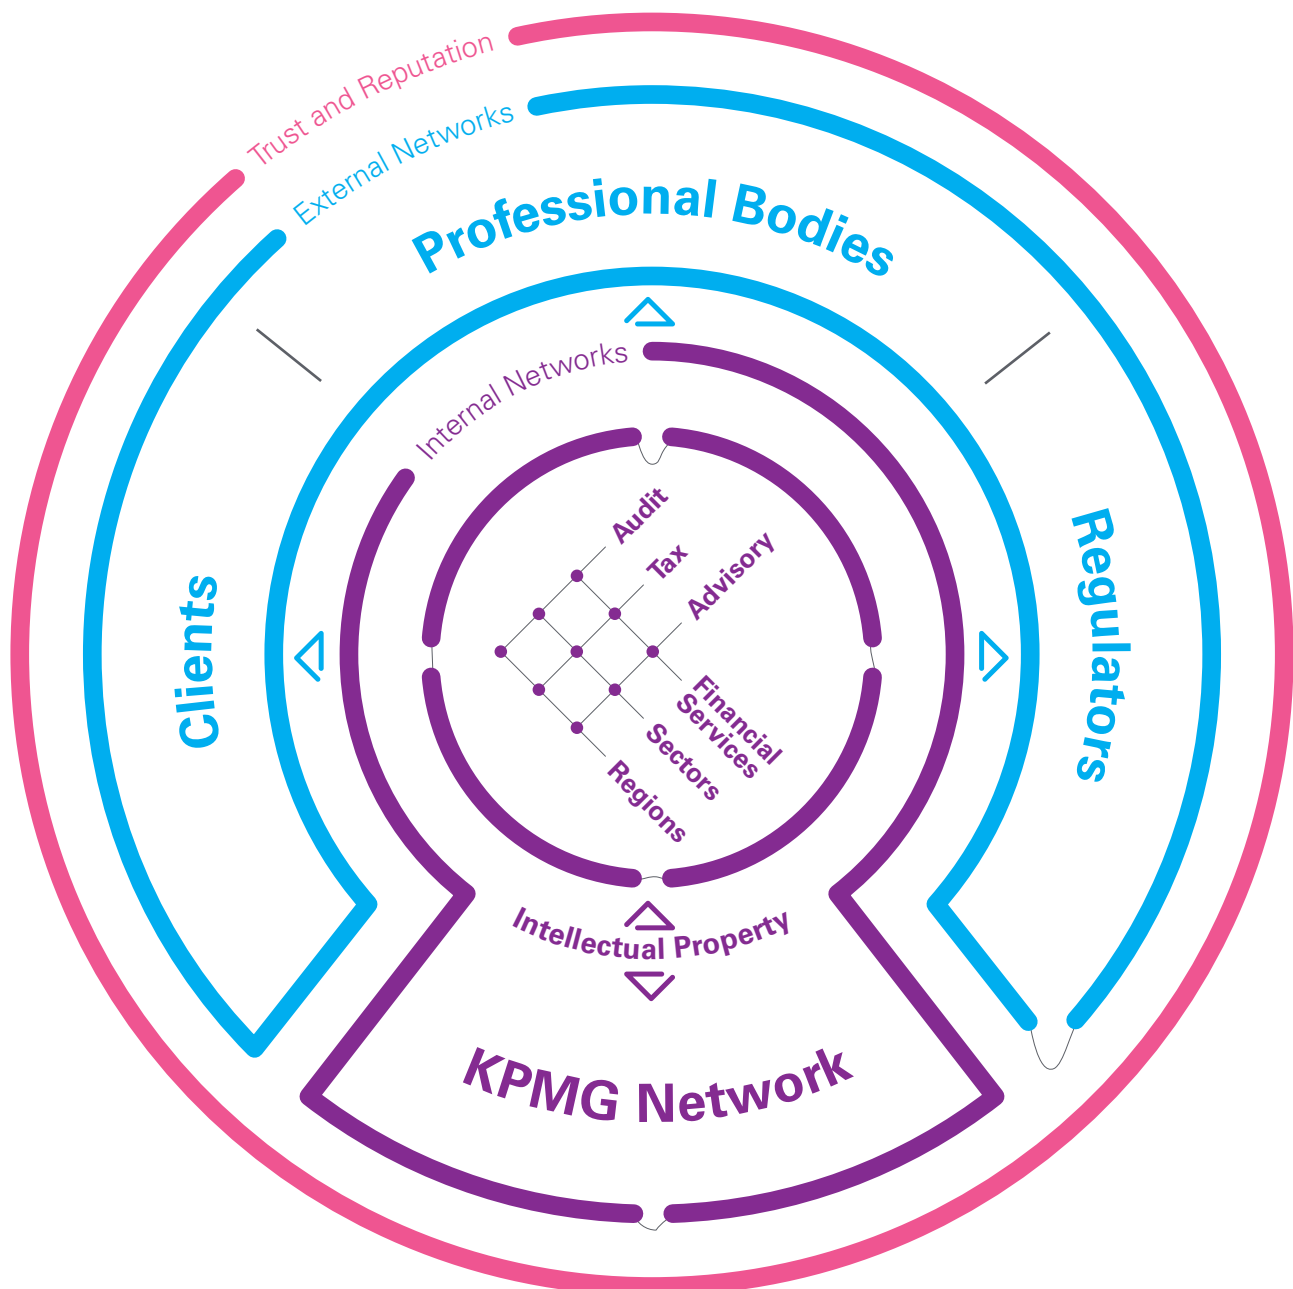 Trust and Reputation
External Networks
Professional Bodies
Internal Networks
Clients
Regulators
Audit
Tax
Advisory
Financial
Services
Sectors
Regions
Intellectual Property
KPMG Network